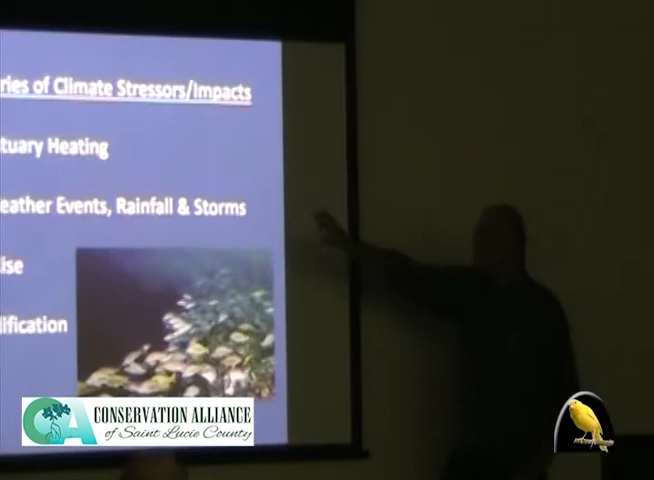 ries of Climate Stressors/Impacts
tuary Heating
eather Events, Rainfall & Storms
ise
ification
CA
CONSERVATION ALLIANCE
of Saint Lucie County